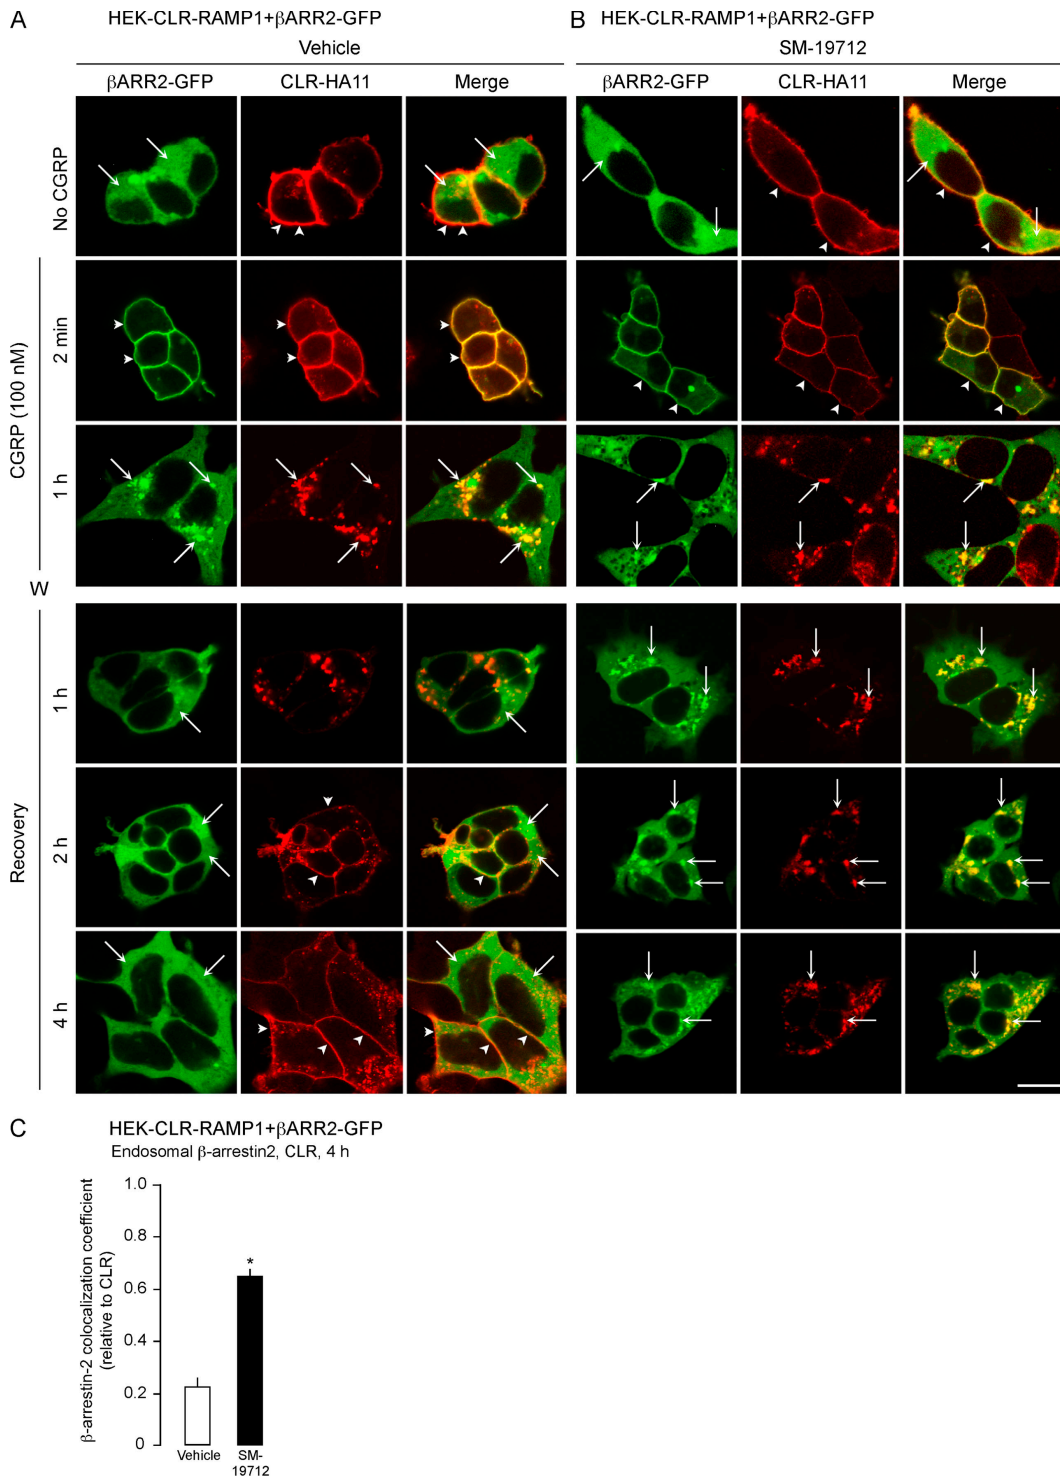 A
HEK-CLR-RAMP1+βARR2-GFP
Vehicle
βARR2-GFP
CLR-HA11
Merge
B
HEK-CLR-RAMP1+βARR2-GFP
SM-19712
βARR2-GFP
CLR-HA11
Merge
No CGRP
CGRP (100 nM)
2 min
1 h
W
Recovery
1 h
2 h
4 h
C
HEK-CLR-RAMP1+βARR2-GFP
Endosomal β-arrestin2, CLR, 4 h
β-arrestin-2 colocalization coefficient
(relative to CLR)
1.0
0.8
0.6
0.4
0.2
0
*
Vehicle
SM-
19712